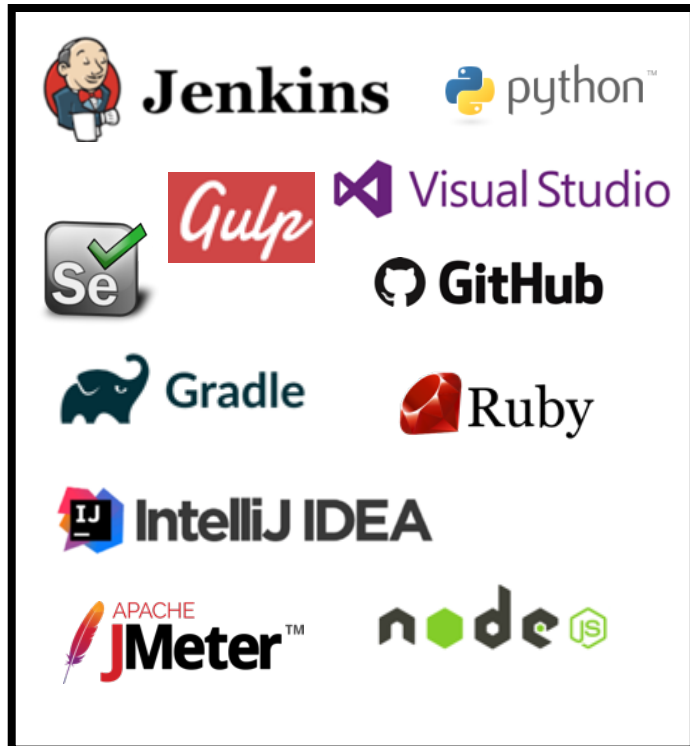 Jenkins
python™
Gulp
Visual Studio
Se
GitHub
Gradle
Ruby
IJ
IntelliJ IDEA
APACHE
JMeter™
node
JS